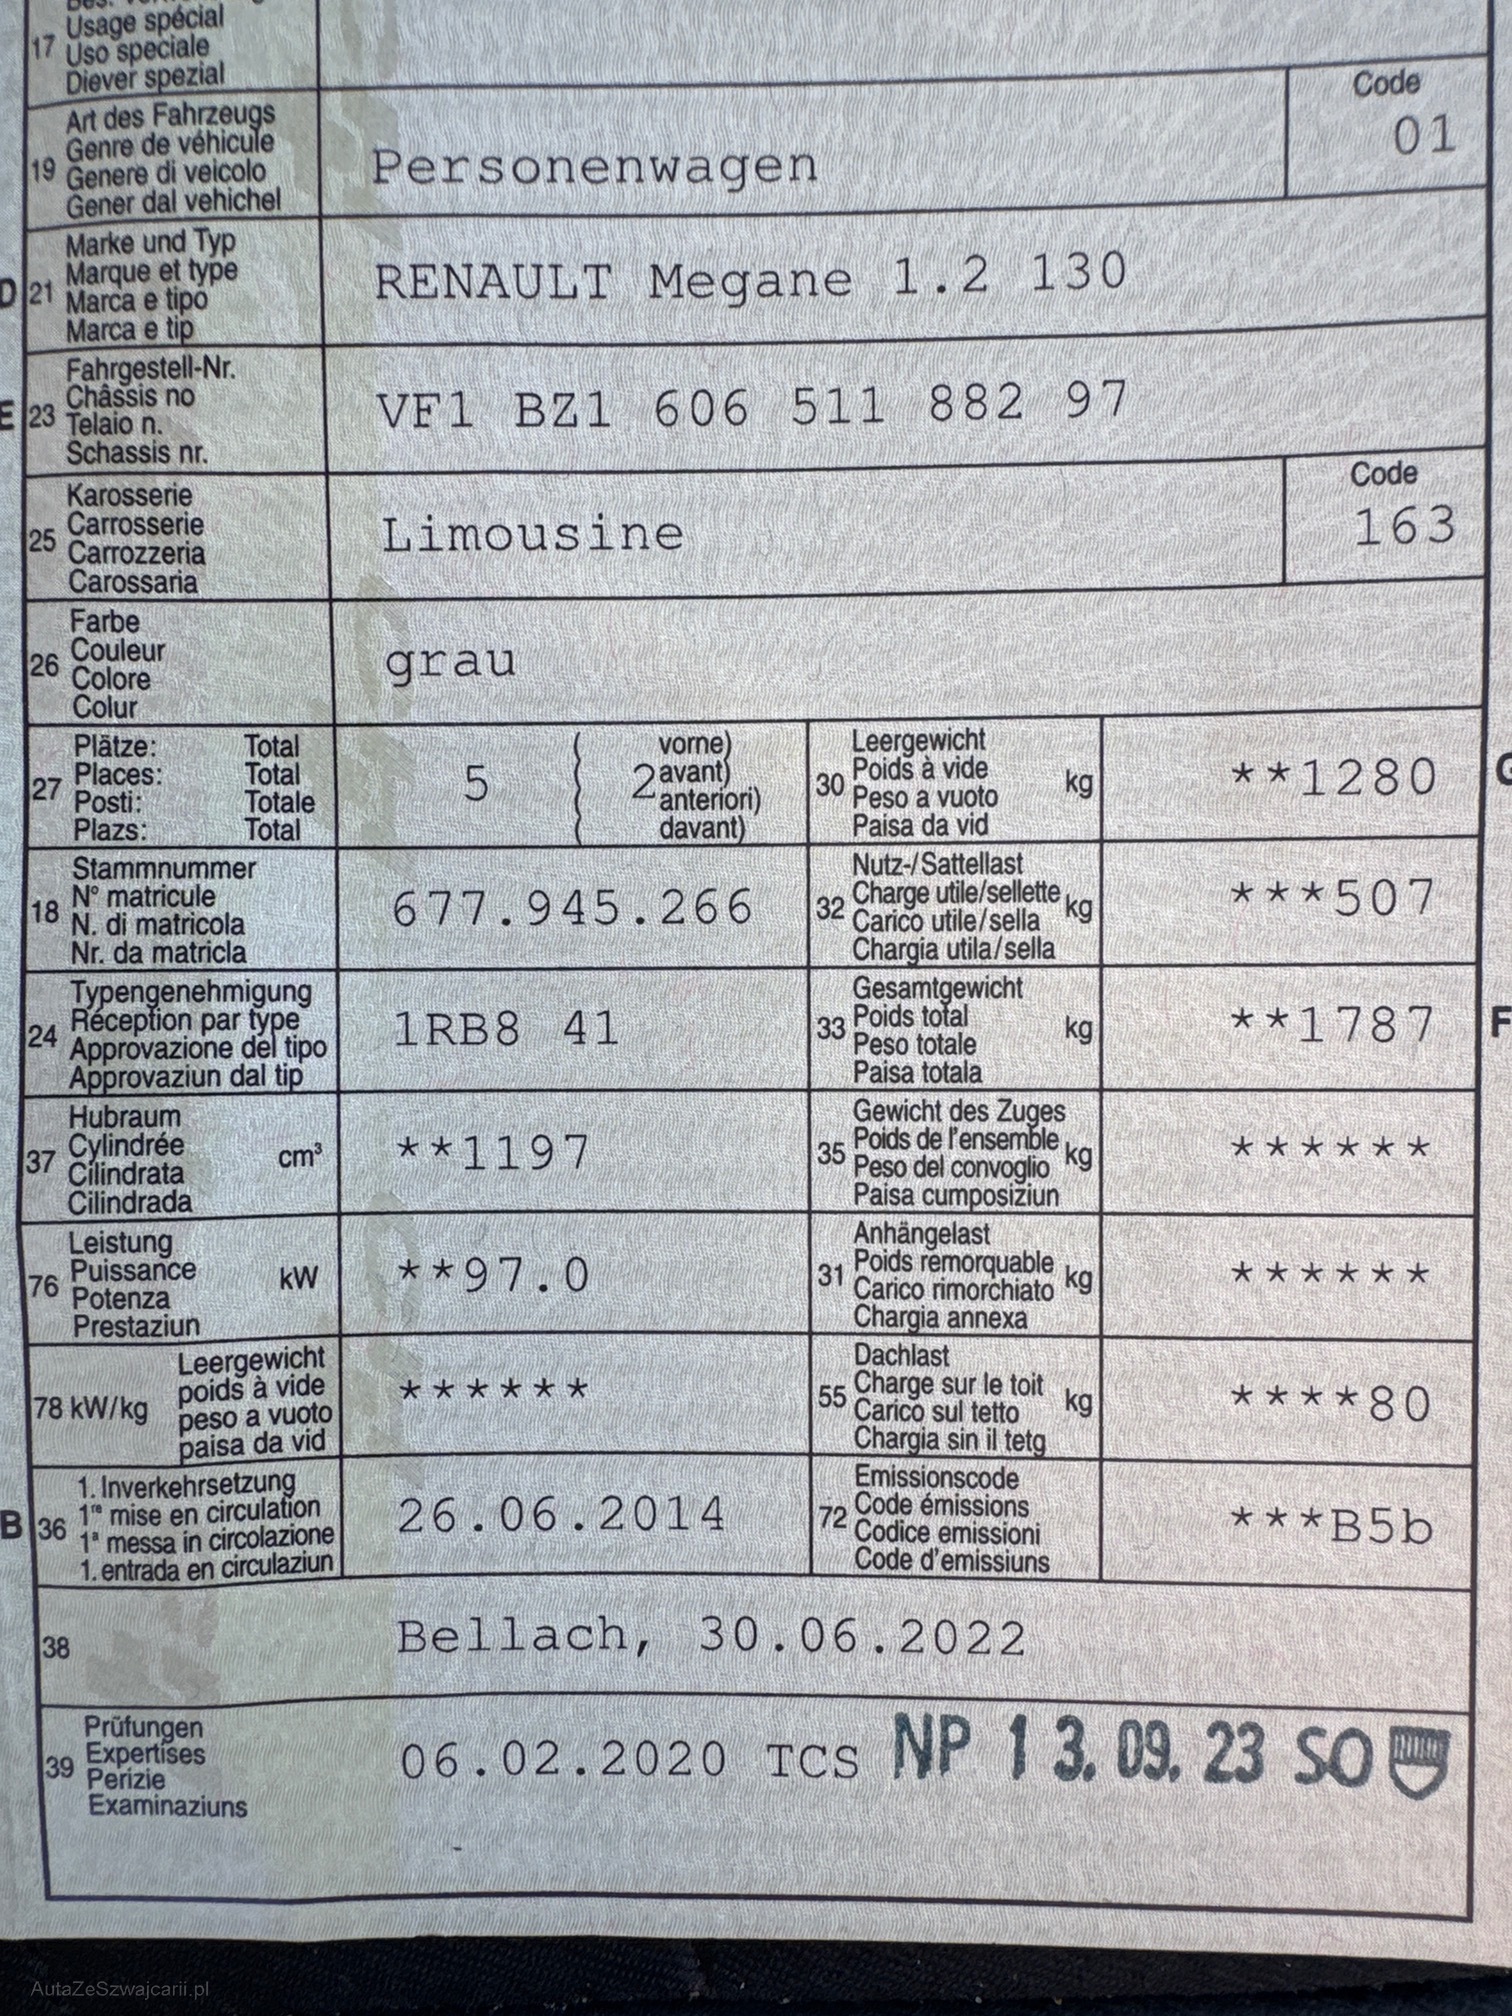 Usage spécial
17 Uso speciale
Diever spezial
Art des Fahrzeugs
Genre de véhicule
19 Genere di veicolo
Gener dal vehichel
Personenwagen
Code
01
Marke und Typ
Marque et type
D 21 Marca e tipo
Marca e tip
RENAULT Megane 1.2 130
Fahrgestell-Nr.
Châssis no
E 23 Telaio n.
Schassis nr.
VF1 BZ1 606 511 882 97
Karosserie
Carrosserie
25 Carrozzeria
Carossaria
Limousine
Code
163
Farbe
Couleur
26 Colore
Colur
grau
Plätze: Total
Places: Total
27 Posti: Totale
Plazs: Total
5 ( 2 vorne)
( avant)
( anteriori)
( davant)
Leergewicht
Poids à vide
30 Peso a vuoto kg
Paisa da vid
**1280
G
Stammnummer
N° matricule
18 N. di matricola
Nr. da matricla
677.945.266
Nutz-/Sattellast
Charge utile/sellette
32 Carico utile/sella kg
Chargia utila/sella
***507
Typengenehmigung
Réception par type
24 Approvazione del tipo
Approvaziun dal tip
1RB8 41
Gesamtgewicht
Poids total
33 Peso totale kg
Paisa totala
**1787
F
Hubraum
Cylindrée
37 Cilindrata cm³
Cilindrada
**1197
Gewicht des Zuges
Poids de l'ensemble
35 Peso del convoglio kg
Paisa cumposiziun
******
Leistung
Puissance
76 Potenza kW
Prestaziun
**97.0
Anhängelast
Poids remorquable
31 Carico rimorchiato kg
Chargia annexa
******
Leergewicht
poids à vide
78 kW/kg peso a vuoto
paisa da vid
******
Dachlast
Charge sur le toit
55 Carico sul tetto kg
Chargia sin il tetg
****80
1. Inverkehrsetzung
1re mise en circulation
B 36 1a messa in circolazione
1. entrada en circulaziun
26.06.2014
Emissionscode
72 Code émissions
Codice emissioni
Code d'emissiuns
***B5b
38
Bellach, 30.06.2022
Prüfungen
Expertises
39 Perizie
Examinaziuns
06.02.2020 TCS NP 13.09.23 SO
AutaZeSzwajcarii.pl